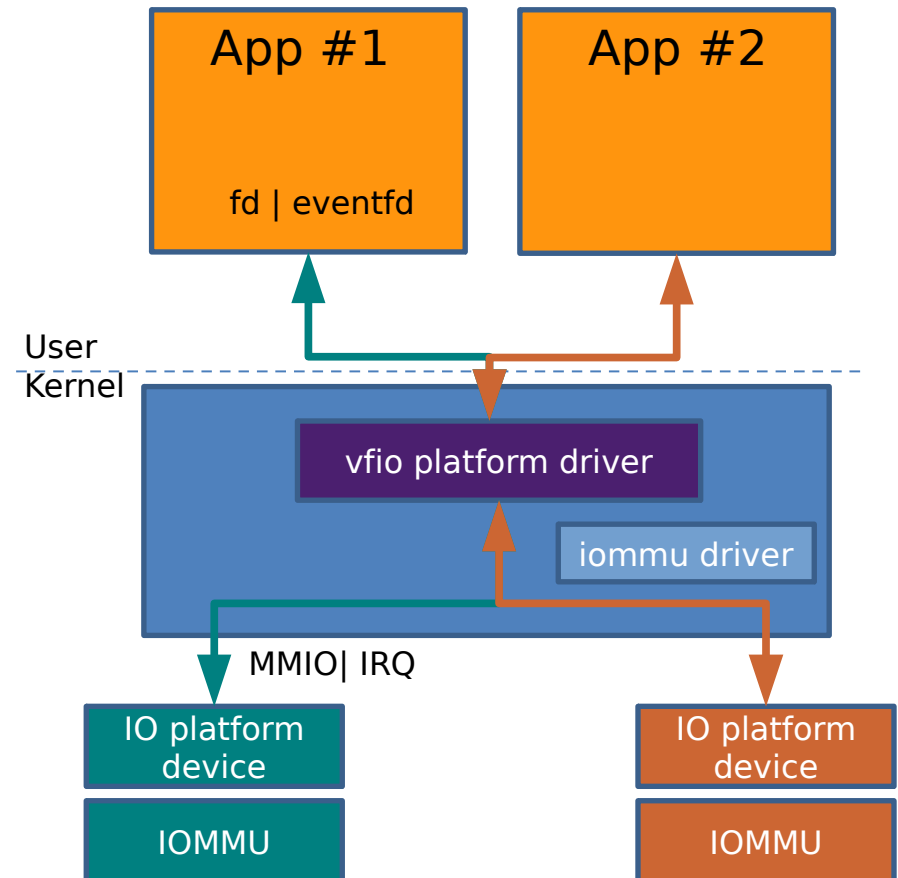 App #1
App #2
fd | eventfd
User
Kernel
vfio platform driver
iommu driver
MMIO| IRQ
IO platform
device
IO platform
device
IOMMU
IOMMU